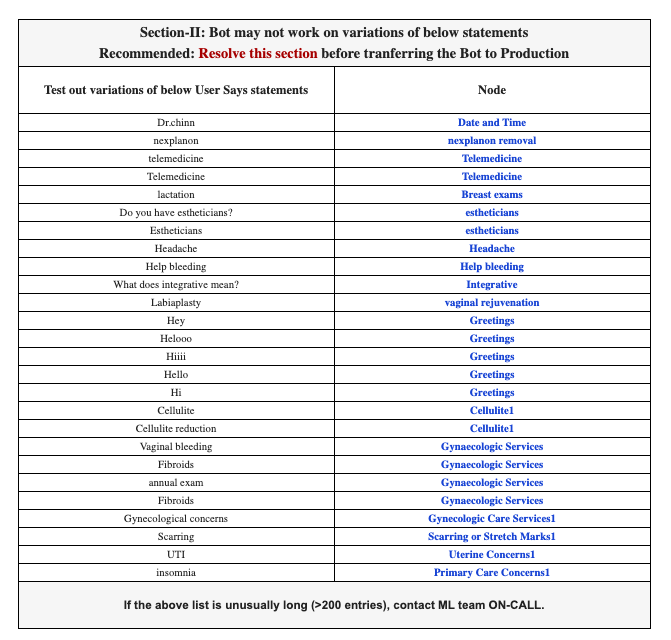 Section-II: Bot may not work on variations of below statements
Recommended: Resolve this section before tranferring the Bot to Production
Test out variations of below User Says statements Node
Dr.chinn Date and Time
nexplanon nexplanon removal
telemedicine Telemedicine
Telemedicine Telemedicine
lactation Breast exams
Do you have estheticians? estheticians
Estheticians estheticians
Headache Headache
Help bleeding Help bleeding
What does integrative mean? Integrative
Labiaplasty vaginal rejuvenation
Hey Greetings
Helooo Greetings
Hiiii Greetings
Hello Greetings
Hi Greetings
Cellulite Cellulite1
Cellulite reduction Cellulite1
Vaginal bleeding Gynaecologic Services
Fibroids Gynaecologic Services
annual exam Gynaecologic Services
Fibroids Gynaecologic Services
Gynecological concerns Gynecologic Care Services1
Scarring Scarring or Stretch Marks1
UTI Uterine Concerns1
insomnia Primary Care Concerns1
If the above list is unusually long (>200 entries), contact ML team ON-CALL.